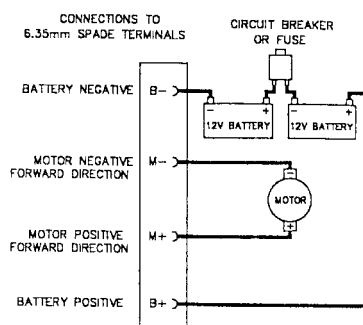 CONNECTIONS TO
6.35mm SPADE TERMINALS
CIRCUIT BREAKER
OR FUSE
BATTERY NEGATIVE B-
- +
12V BATTERY
- +
12V BATTERY
MOTOR NEGATIVE M-
FORWARD DIRECTION
-
MOTOR
+
MOTOR POSITIVE M+
FORWARD DIRECTION
BATTERY POSITIVE B+